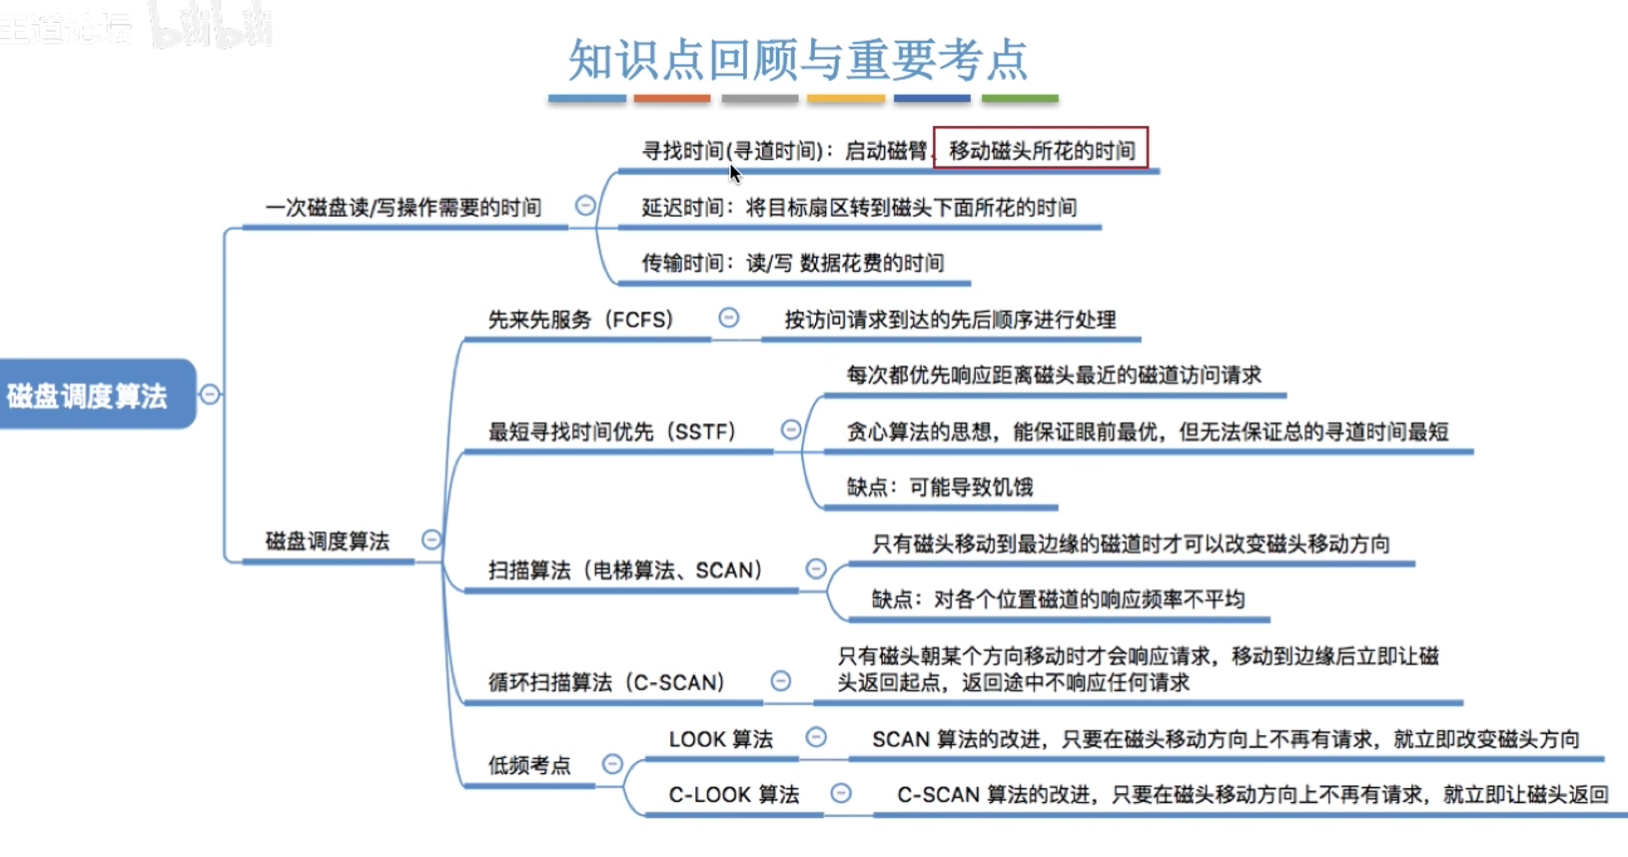 王道论坛 bilibili
知识点回顾与重要考点
寻找时间(寻道时间)：启动磁臂、移动磁头所花的时间
一次磁盘读/写操作需要的时间
延迟时间：将目标扇区转到磁头下面所花的时间
传输时间：读/写 数据花费的时间
先来先服务（FCFS）
按访问请求到达的先后顺序进行处理
每次都优先响应距离磁头最近的磁道访问请求
磁盘调度算法
最短寻找时间优先（SSTF）
贪心算法的思想，能保证眼前最优，但无法保证总的寻道时间最短
缺点：可能导致饥饿
磁盘调度算法
只有磁头移动到最边缘的磁道时才可以改变磁头移动方向
扫描算法（电梯算法、SCAN）
缺点：对各个位置磁道的响应频率不平均
循环扫描算法（C-SCAN）
只有磁头朝某个方向移动时才会响应请求，移动到边缘后立即让磁
头返回起点，返回途中不响应任何请求
低频考点
LOOK 算法
SCAN 算法的改进，只要在磁头移动方向上不再有请求，就立即改变磁头方向
C-LOOK 算法
C-SCAN 算法的改进，只要在磁头移动方向上不再有请求，就立即让磁头返回